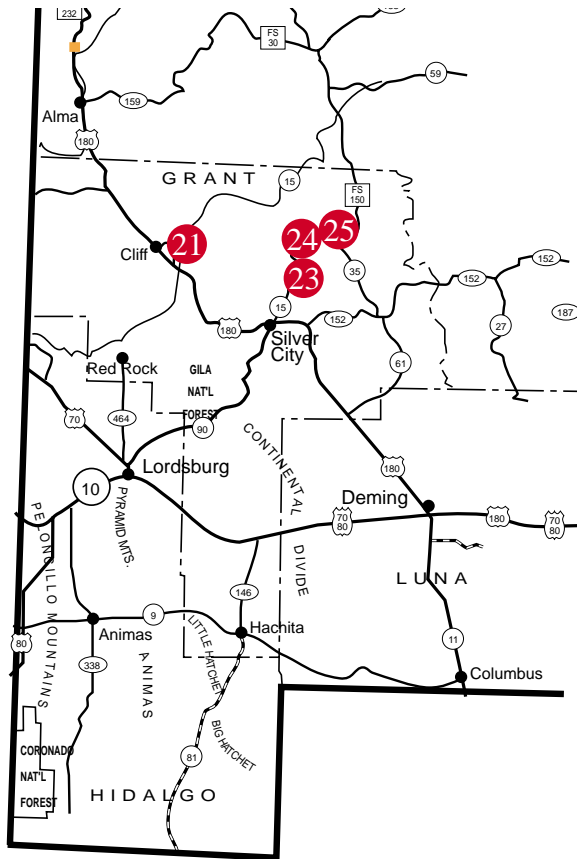 232
FS
30
59
159
Alma
180
GRANT
15
FS
150
Cliff
21
24
25
23
35
152
152
15
180
152
187
Silver
City
27
Red Rock
GILA
NAT'L
FOREST
61
70
464
90
CONTINENTAL
DIVIDE
Lordsburg
180
10
Deming
PELONCILLO MOUNTAINS
PYRAMID MTS.
70
80
180
70
80
LUNA
146
9
LITTLE HATCHET
Hachita
11
80
Animas
338
ANIMAS
Columbus
BIG HATCHET
81
CORONADO
NAT'L
FOREST
HIDALGO